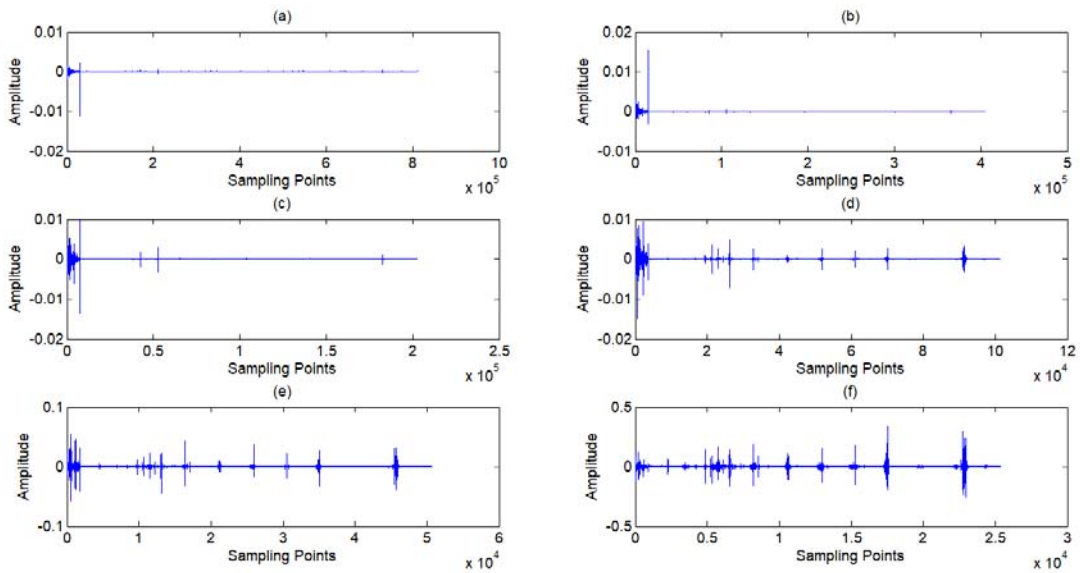 (a)
0.01
0
-0.01
-0.02
Amplitude
0 2 4 6 8 10
Sampling Points
x 10^5
(b)
0.02
0.01
0
-0.01
Amplitude
0 1 2 3 4 5
Sampling Points
x 10^5
(c)
0.01
0
-0.01
-0.02
Amplitude
0 0.5 1 1.5 2 2.5
Sampling Points
x 10^5
(d)
0.01
0
-0.01
-0.02
Amplitude
0 2 4 6 8 10 12
Sampling Points
x 10^4
(e)
0.1
0
-0.1
Amplitude
0 1 2 3 4 5 6
Sampling Points
x 10^4
(f)
0.5
0
-0.5
Amplitude
0 0.5 1 1.5 2 2.5 3
Sampling Points
x 10^4